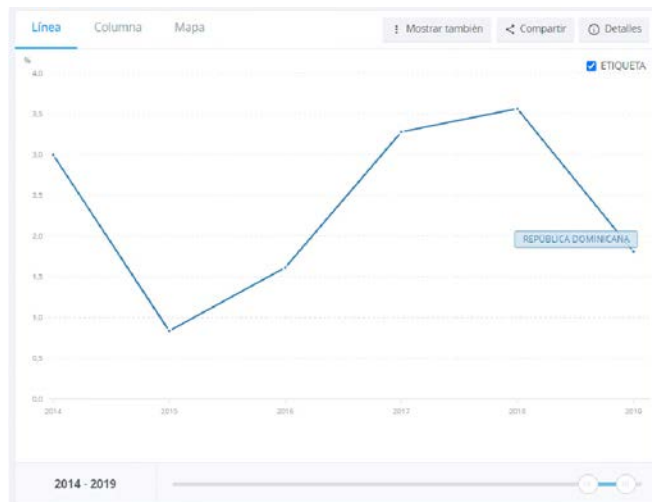 Línea Columna Mapa Mostrar también Compartir Detalles
%
ETIQUETA
4.0
3.5
3.0
2.5
2.0
REPÚBLICA DOMINICANA
1.5
1.0
0.5
0.0
2014 2015 2016 2017 2018 2019
2014 - 2019